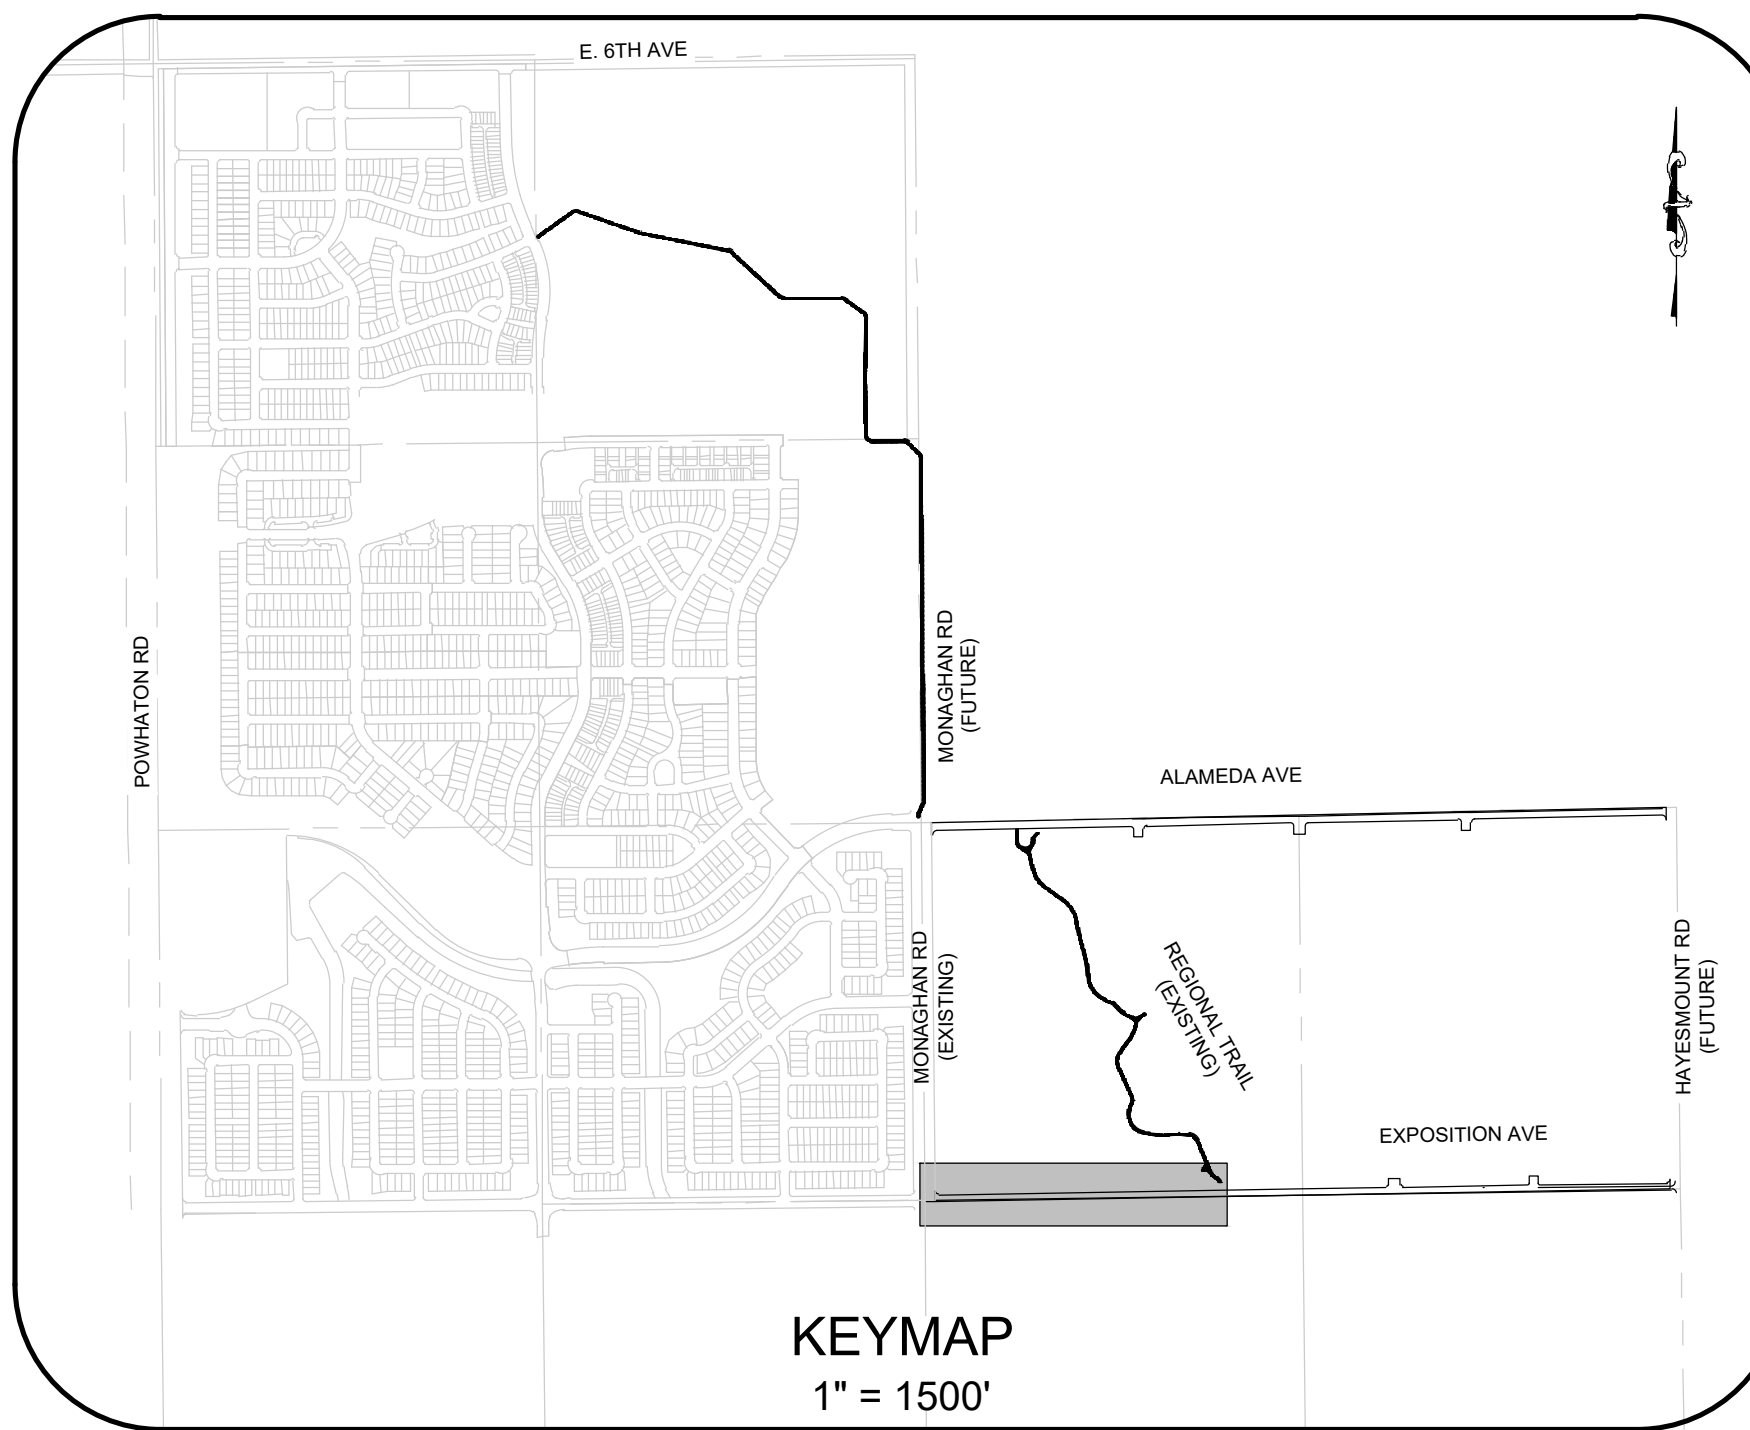 E. 6TH AVE
POWHATON RD
MONAGHAN RD
(FUTURE)
ALAMEDA AVE
MONAGHAN RD
(EXISTING)
REGIONAL TRAIL
(EXISTING)
HAYESMOUNT RD
(FUTURE)
EXPOSITION AVE
KEYMAP
1" = 1500'